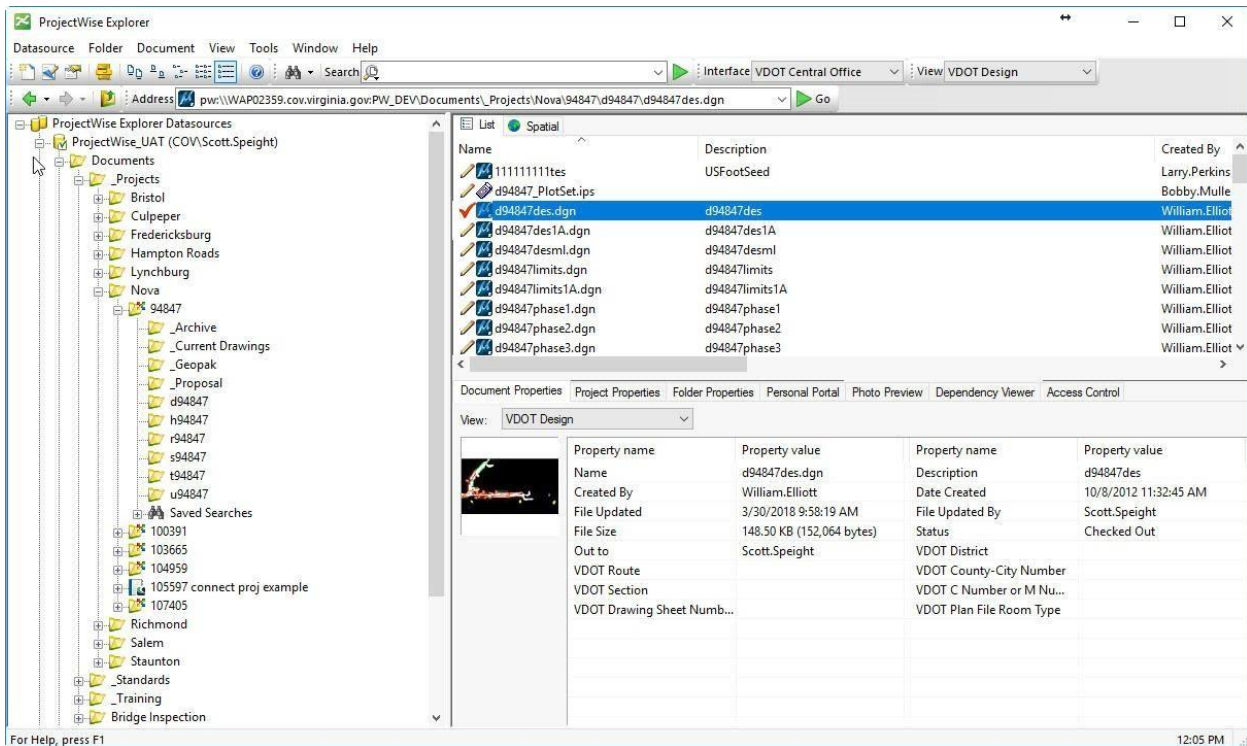 ProjectWise Explorer
Datasource Folder Document View Tools Window Help
Search Interface VDOT Central Office View VDOT Design
Address pw:\\WAP02359.cov.virginia.gov:PW_DEV\Documents\_Projects\Nova\94847\d94847\d94847des.dgn Go
ProjectWise Explorer Datasources
ProjectWise_UAT (COV\Scott.Speight)
Documents
_Projects
Bristol
Culpeper
Fredericksburg
Hampton Roads
Lynchburg
Nova
94847
_Archive
_Current Drawings
_Geopak
_Proposal
d94847
h94847
r94847
s94847
t94847
u94847
Saved Searches
100391
103665
104959
105597 connect proj example
107405
Richmond
Salem
Staunton
_Standards
_Training
Bridge Inspection
List Spatial
Name Description Created By
111111111tes USFootSeed Larry.Perkins
d94847_PlotSet.ips Bobby.Mulle
d94847des.dgn d94847des William.Elliot
d94847des1A.dgn d94847des1A William.Elliot
d94847desml.dgn d94847desml William.Elliot
d94847limits.dgn d94847limits William.Elliot
d94847limits1A.dgn d94847limits1A William.Elliot
d94847phase1.dgn d94847phase1 William.Elliot
d94847phase2.dgn d94847phase2 William.Elliot
d94847phase3.dgn d94847phase3 William.Elliot
Document Properties Project Properties Folder Properties Personal Portal Photo Preview Dependency Viewer Access Control
View: VDOT Design
Property name Property value Property name Property value
Name d94847des.dgn Description d94847des
Created By William.Elliott Date Created 10/8/2012 11:32:45 AM
File Updated 3/30/2018 9:58:19 AM File Updated By Scott.Speight
File Size 148.50 KB (152,064 bytes) Status Checked Out
Out to Scott.Speight VDOT District
VDOT Route VDOT County-City Number
VDOT Section VDOT C Number or M Nu...
VDOT Drawing Sheet Numb... VDOT Plan File Room Type
For Help, press F1 12:05 PM